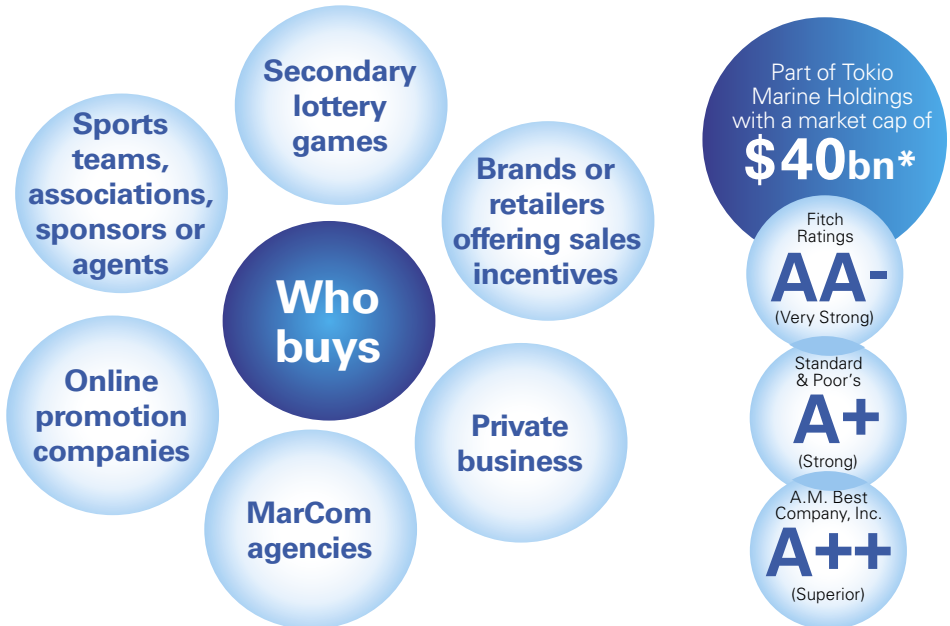 Secondary
lottery
games
Sports
teams,
associations,
sponsors or
agents
Brands or
retailers
offering sales
incentives
Who
buys
Online
promotion
companies
Private
business
MarCom
agencies
Part of Tokio
Marine Holdings
with a market cap of
$40bn*
Fitch
Ratings
AA-
(Very Strong)
Standard
& Poor's
A+
(Strong)
A.M. Best
Company, Inc.
A++
(Superior)